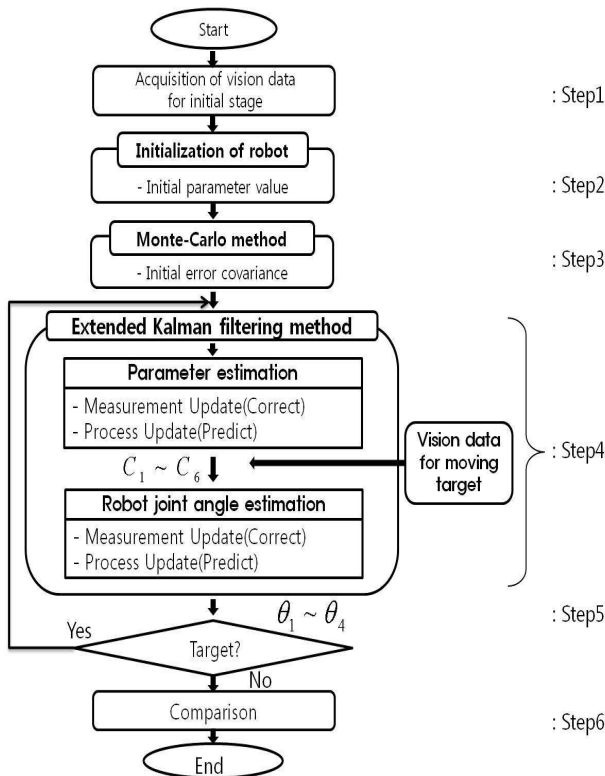 Start
Acquisition of vision data
for initial stage
: Step1
Initialization of robot
- Initial parameter value
: Step2
Monte-Carlo method
- Initial error covariance
: Step3
Extended Kalman filtering method
Parameter estimation
- Measurement Update(Correct)
- Process Update(Predict)
C₁ ~ C₆
Vision data
for moving
target
: Step4
Robot joint angle estimation
- Measurement Update(Correct)
- Process Update(Predict)
θ₁ ~ θ₄
: Step5
Yes
Target?
No
Comparison
: Step6
End